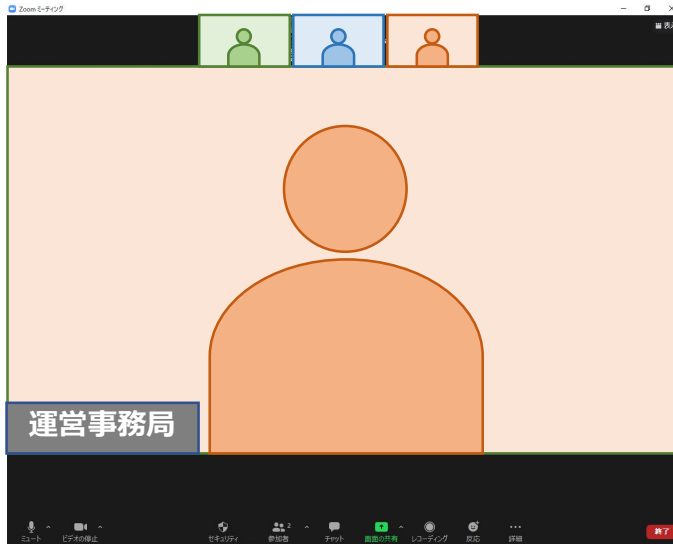 Zoom ミーティング
表示
運営事務局
ミュート
ビデオの停止
セキュリティ
参加者 2
チャット
画面の共有
レコーディング
反応
詳細
終了